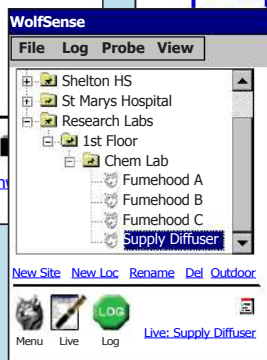 WolfSense
File Log Probe View
Shelton HS
St Marys Hospital
Research Labs
1st Floor
Chem Lab
Fumehood A
Fumehood B
Fumehood C
Supply Diffuser
New Site New Loc Rename Del Outdoor
LOG
Menu Live Log
Live: Supply Diffuser